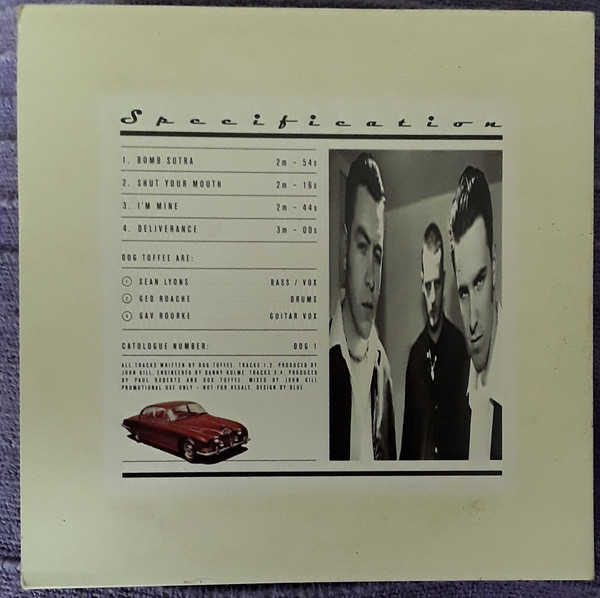 Specification
1. BOMB SUTRA 2m - 54s
2. SHUT YOUR MOUTH 2m - 16s
3. I'M MINE 2m - 44s
4. DELIVERANCE 3m - 00s
DOG TOFFEE ARE:
1 SEAN LYONS BASS / VOX
2 GED ROACHE DRUMS
3 GAV ROURKE GUITAR VOX
CATOLOGUE NUMBER: DOG 1
ALL TRACKS WRITTEN BY DOG TOFFEE. TRACKS 1,2. PRODUCED BY
JOHN GILL, ENGINEERED BY DANNY HULME. TRACKS 3,4. PRODUCED
BY PAUL ROBERTS AND DOG TOFFEE. MIXED BY JOHN GILL
PROMOTIONAL USE ONLY - NOT FOR RESALE. DESIGN BY BLUE.